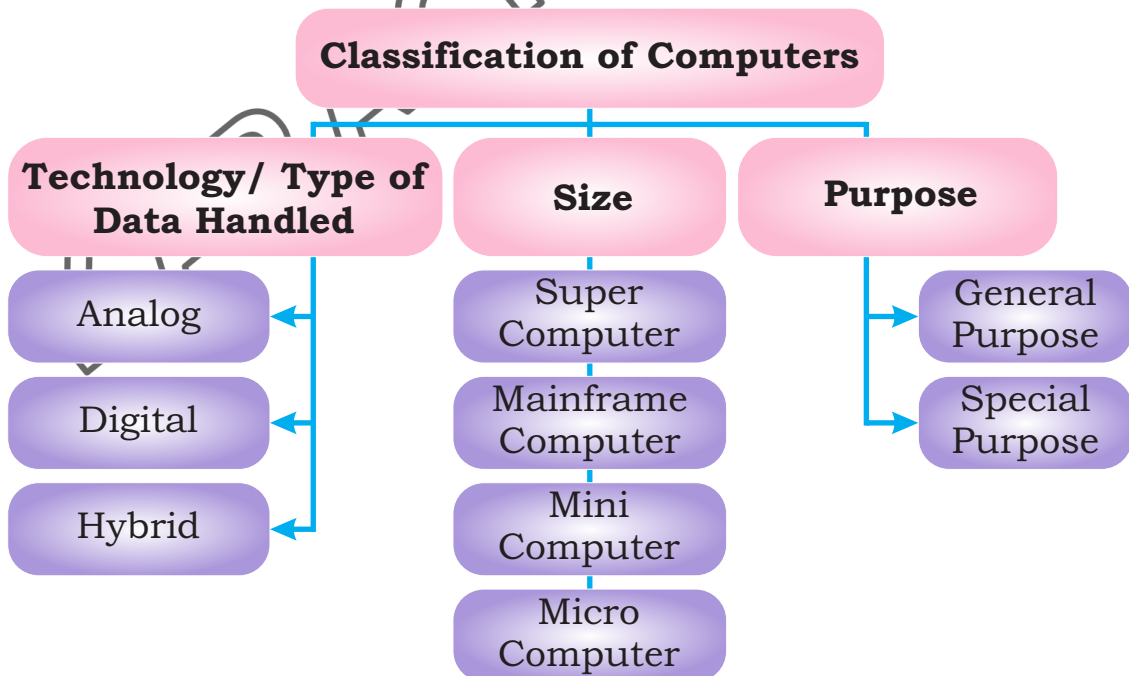 Classification of Computers
Technology/ Type of
Data Handled
Analog
Digital
Hybrid
Size
Super
Computer
Mainframe
Computer
Mini
Computer
Micro
Computer
Purpose
General
Purpose
Special
Purpose